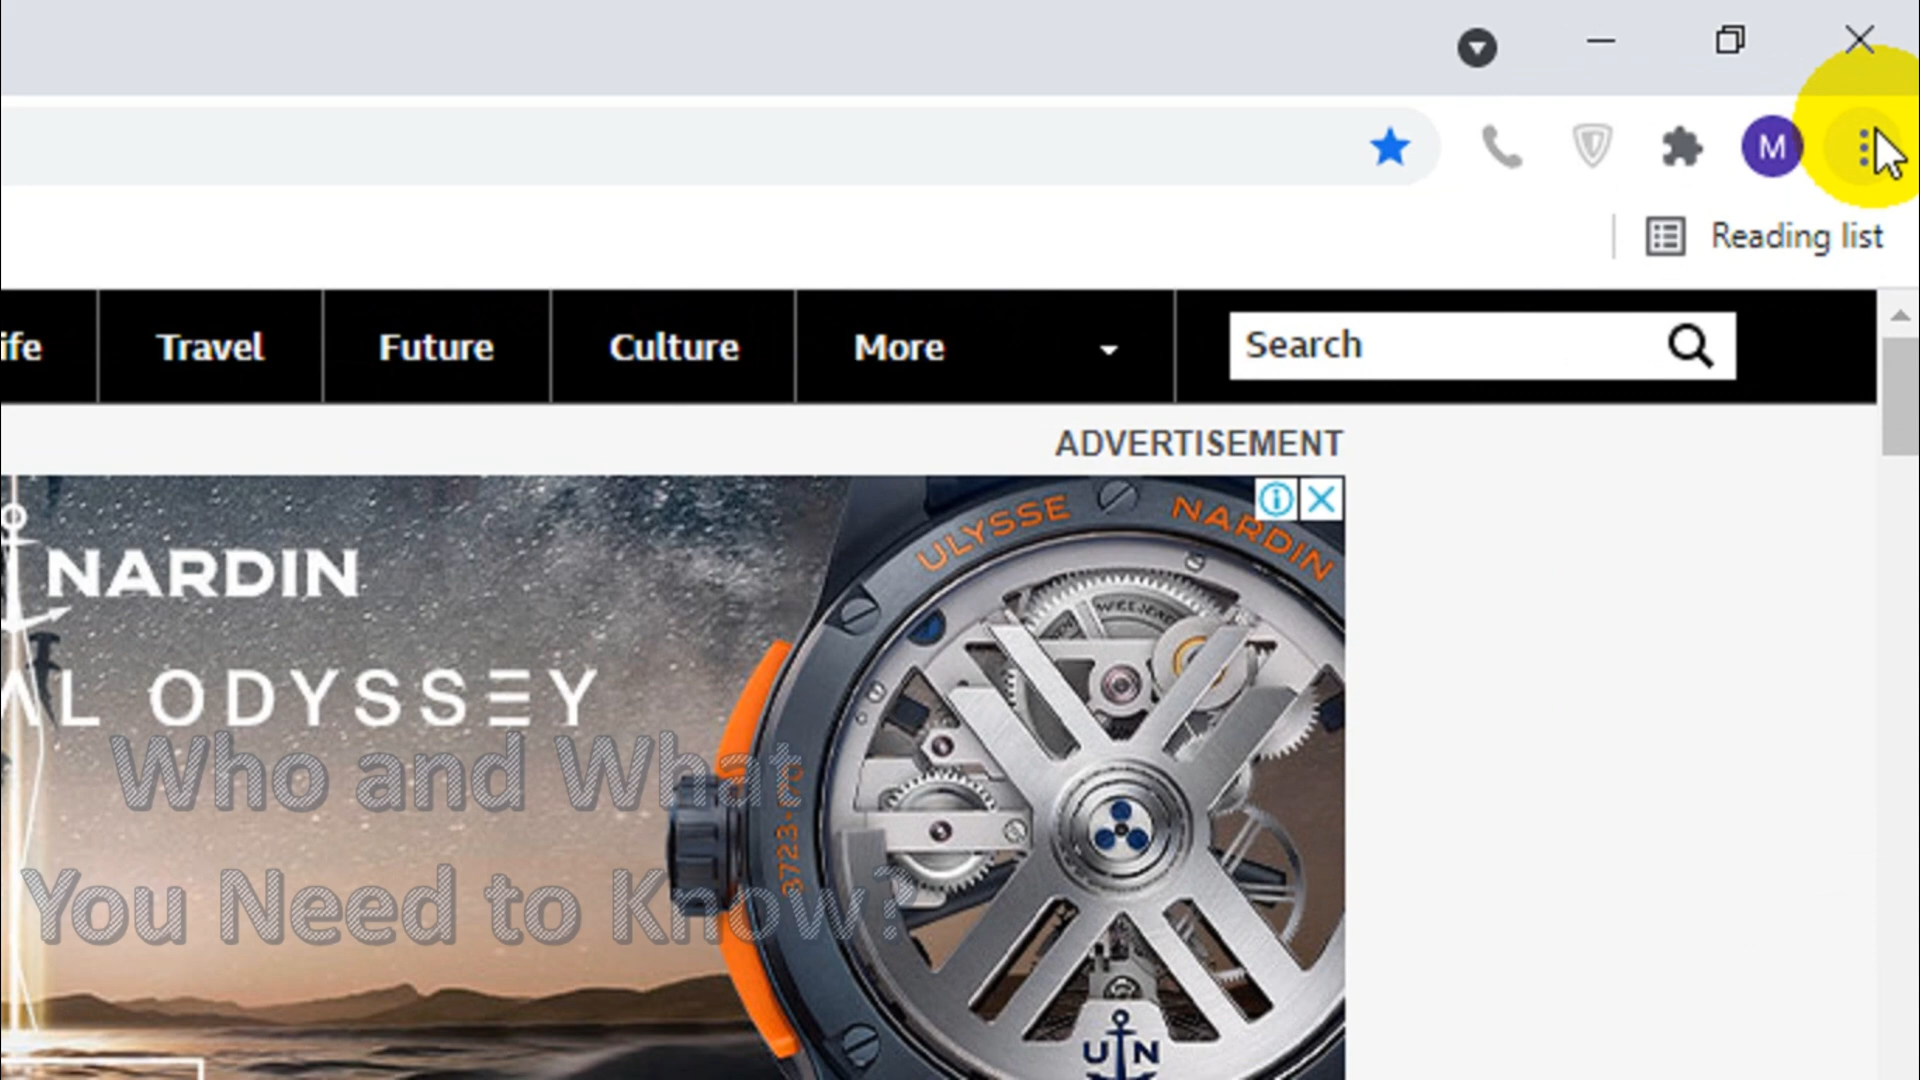 M
Reading list
ife Travel Future Culture More Search
ADVERTISEMENT
ULYSSE NARDIN
NARDIN
AL ODYSSEY
Who and What
You Need to Know?
UN